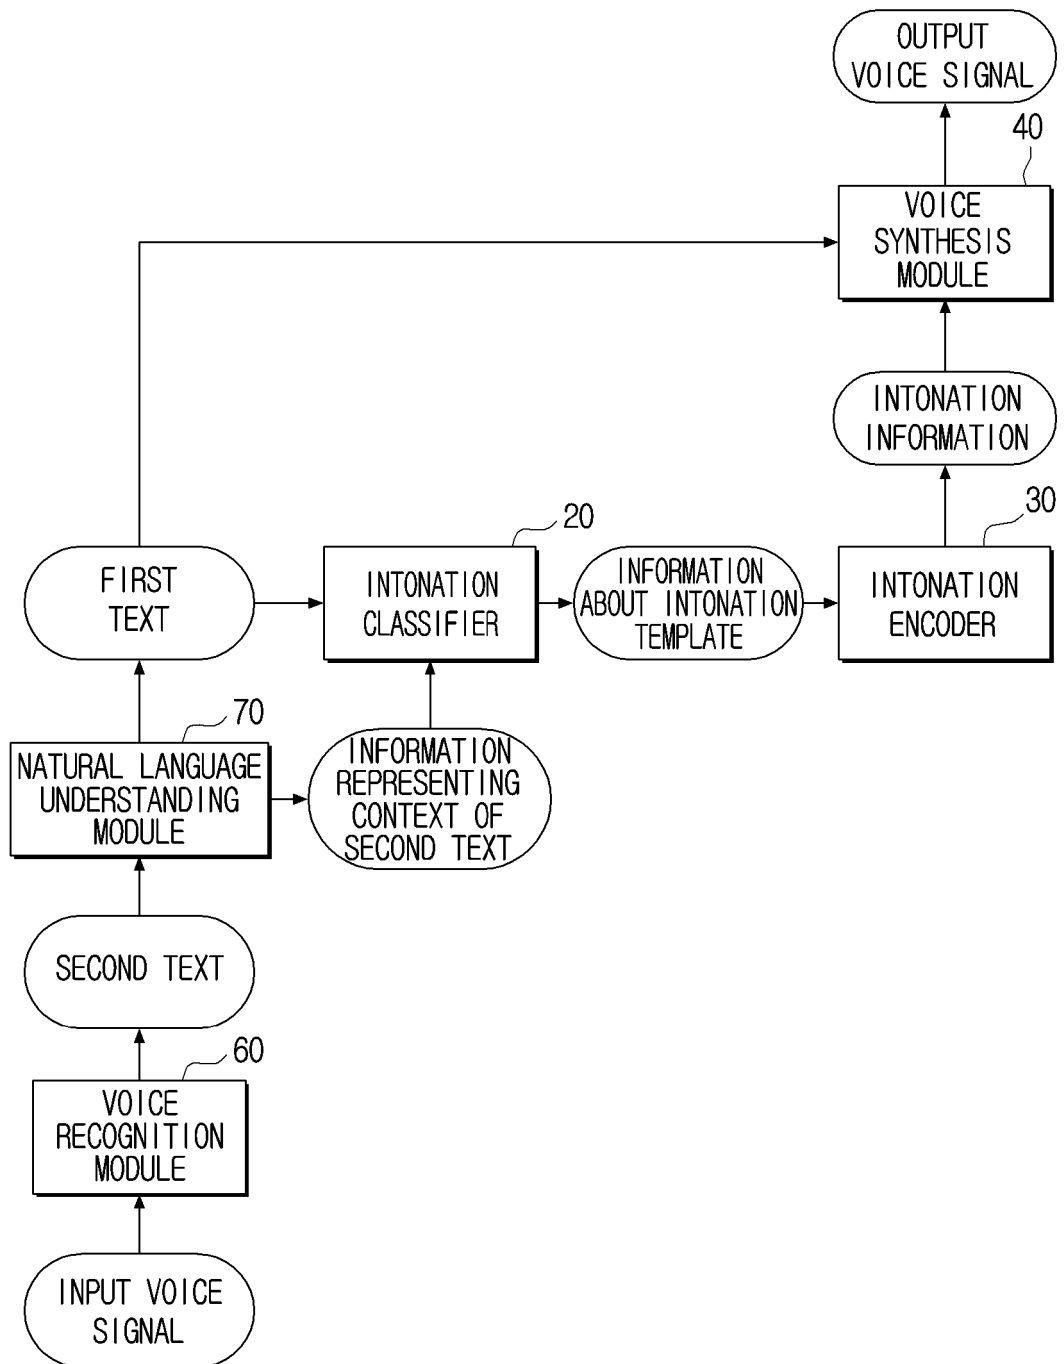 OUTPUT
VOICE SIGNAL
40
VOICE
SYNTHESIS
MODULE
INTONATION
INFORMATION
30
INTONATION
ENCODER
20
INTONATION
CLASSIFIER
INFORMATION
ABOUT INTONATION
TEMPLATE
FIRST
TEXT
70
NATURAL LANGUAGE
UNDERSTANDING
MODULE
INFORMATION
REPRESENTING
CONTEXT OF
SECOND TEXT
SECOND TEXT
60
VOICE
RECOGNITION
MODULE
INPUT VOICE
SIGNAL